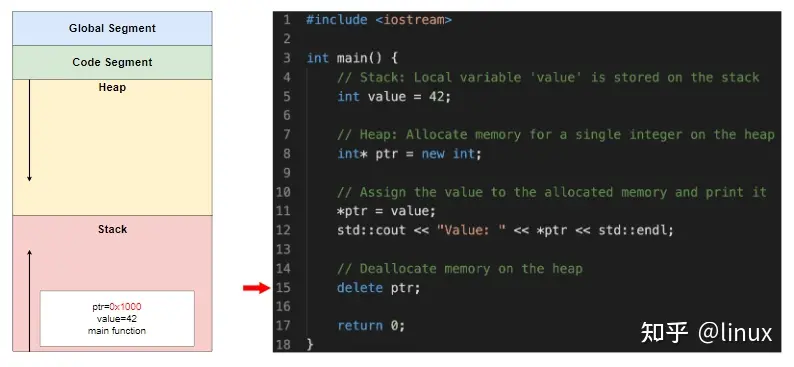 Global Segment
Code Segment
Heap
Stack
ptr=0x1000
value=42
main function
1 #include <iostream>
2
3 int main() {
4 // Stack: Local variable 'value' is stored on the stack
5 int value = 42;
6
7 // Heap: Allocate memory for a single integer on the heap
8 int* ptr = new int;
9
10 // Assign the value to the allocated memory and print it
11 *ptr = value;
12 std::cout << "Value: " << *ptr << std::endl;
13
14 // Deallocate memory on the heap
15 delete ptr;
16
17 return 0;
18 }
知乎 @linux